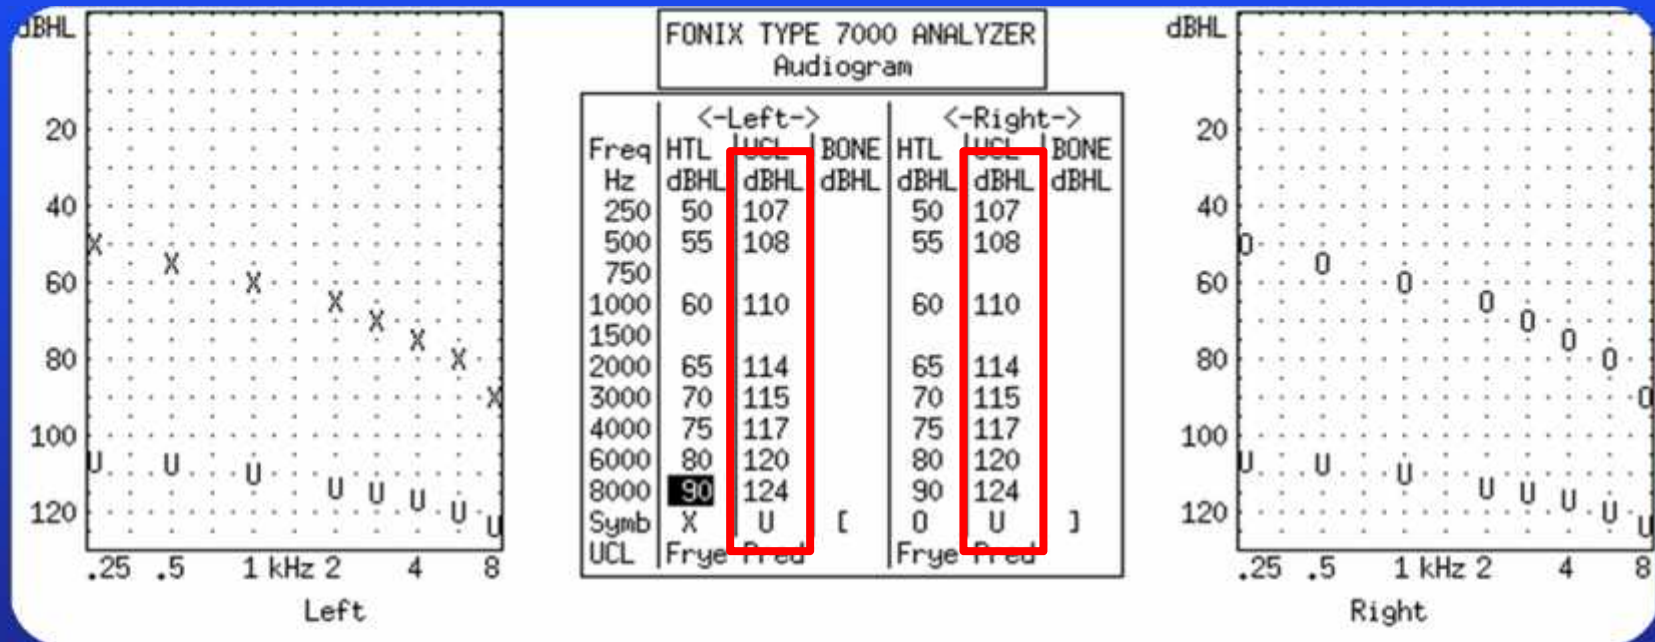 dBHL
20
40
60
80
100
120
.25 .5 1 kHz 2 4 8
Left
FONIX TYPE 7000 ANALYZER
Audiogram
<-Left-> <-Right->
Freq HTL UCL BONE HTL UCL BONE
Hz dBHL dBHL dBHL dBHL dBHL dBHL
250 50 107 50 107
500 55 108 55 108
750
1000 60 110 60 110
1500
2000 65 114 65 114
3000 70 115 70 115
4000 75 117 75 117
6000 80 120 80 120
8000 90 124 90 124
Symb X U [ O U ]
UCL Frye Pred Frye Pred
dBHL
20
40
60
80
100
120
.25 .5 1 kHz 2 4 8
Right